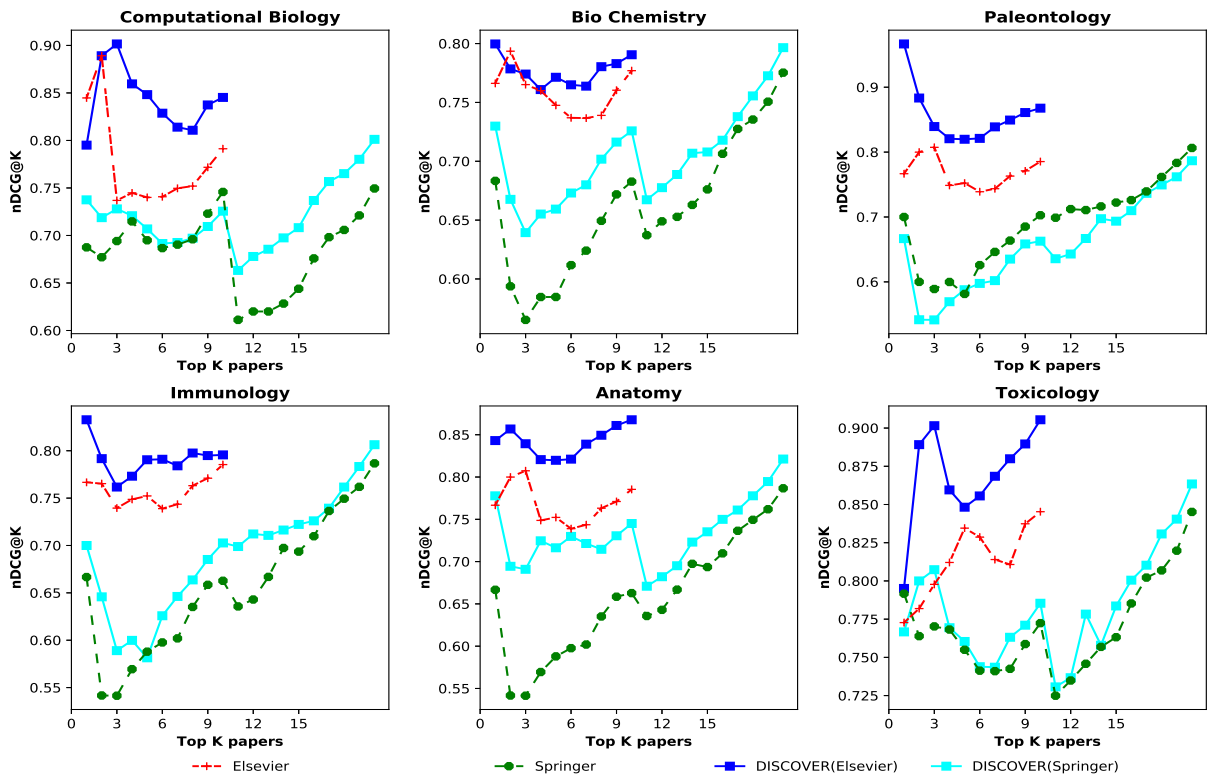 Computational Biology
nDCG@K
0.90
0.85
0.80
0.75
0.70
0.65
0.60
0 3 6 9 12 15
Top K papers
Bio Chemistry
nDCG@K
0.80
0.75
0.70
0.65
0.60
0 3 6 9 12 15
Top K papers
Paleontology
nDCG@K
0.9
0.8
0.7
0.6
0 3 6 9 12 15
Top K papers
Immunology
nDCG@K
0.80
0.75
0.70
0.65
0.60
0.55
0 3 6 9 12 15
Top K papers
Anatomy
nDCG@K
0.85
0.80
0.75
0.70
0.65
0.60
0.55
0 3 6 9 12 15
Top K papers
Toxicology
nDCG@K
0.900
0.875
0.850
0.825
0.800
0.775
0.750
0.725
0 3 6 9 12 15
Top K papers
Elsevier Springer DISCOVER(Elsevier) DISCOVER(Springer)